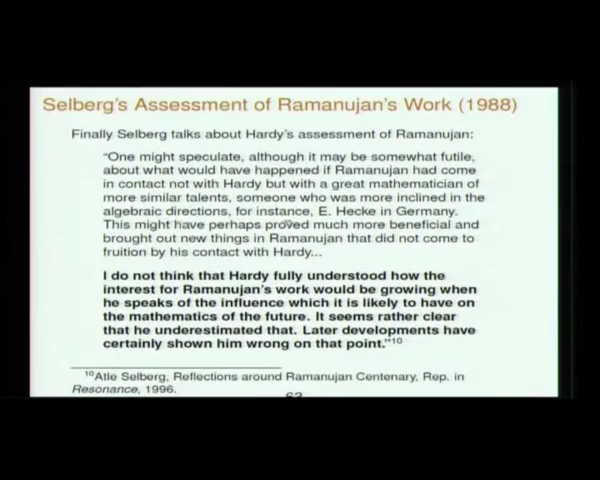 Selberg's Assessment of Ramanujan's Work (1988)
Finally Selberg talks about Hardy's assessment of Ramanujan:
"One might speculate, although it may be somewhat futile,
about what would have happened if Ramanujan had come
in contact not with Hardy but with a great mathematician of
more similar talents, someone who was more inclined in the
algebraic directions, for instance, E. Hecke in Germany.
This might have perhaps proved much more beneficial and
brought out new things in Ramanujan that did not come to
fruition by his contact with Hardy...
I do not think that Hardy fully understood how the
interest for Ramanujan's work would be growing when
he speaks of the influence which it is likely to have on
the mathematics of the future. It seems rather clear
that he underestimated that. Later developments have
certainly shown him wrong on that point."10
10Atle Selberg, Reflections around Ramanujan Centenary, Rep. in
Resonance, 1996.